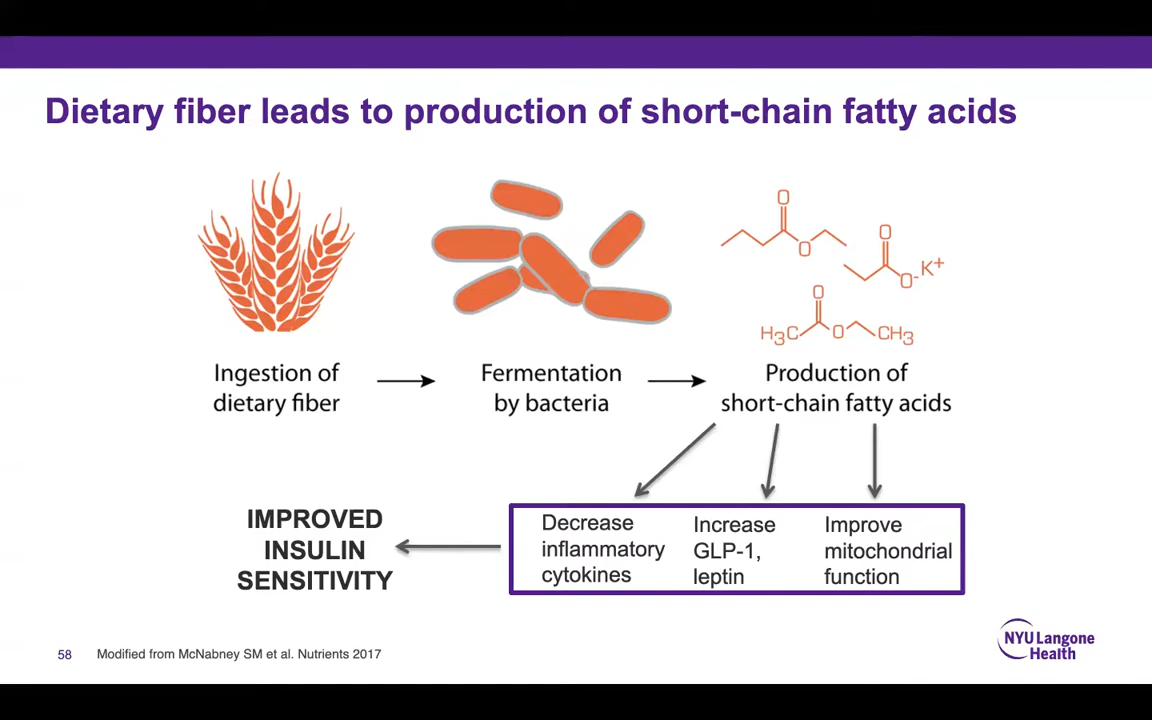 Dietary fiber leads to production of short-chain fatty acids
O
O
O
O-K+
O
H3C
O
CH3
Ingestion of
dietary fiber
Fermentation
by bacteria
Production of
short-chain fatty acids
IMPROVED
INSULIN
SENSITIVITY
Decrease
inflammatory
cytokines
Increase
GLP-1,
leptin
Improve
mitochondrial
function
58
Modified from McNabney SM et al. Nutrients 2017
NYU Langone
Health